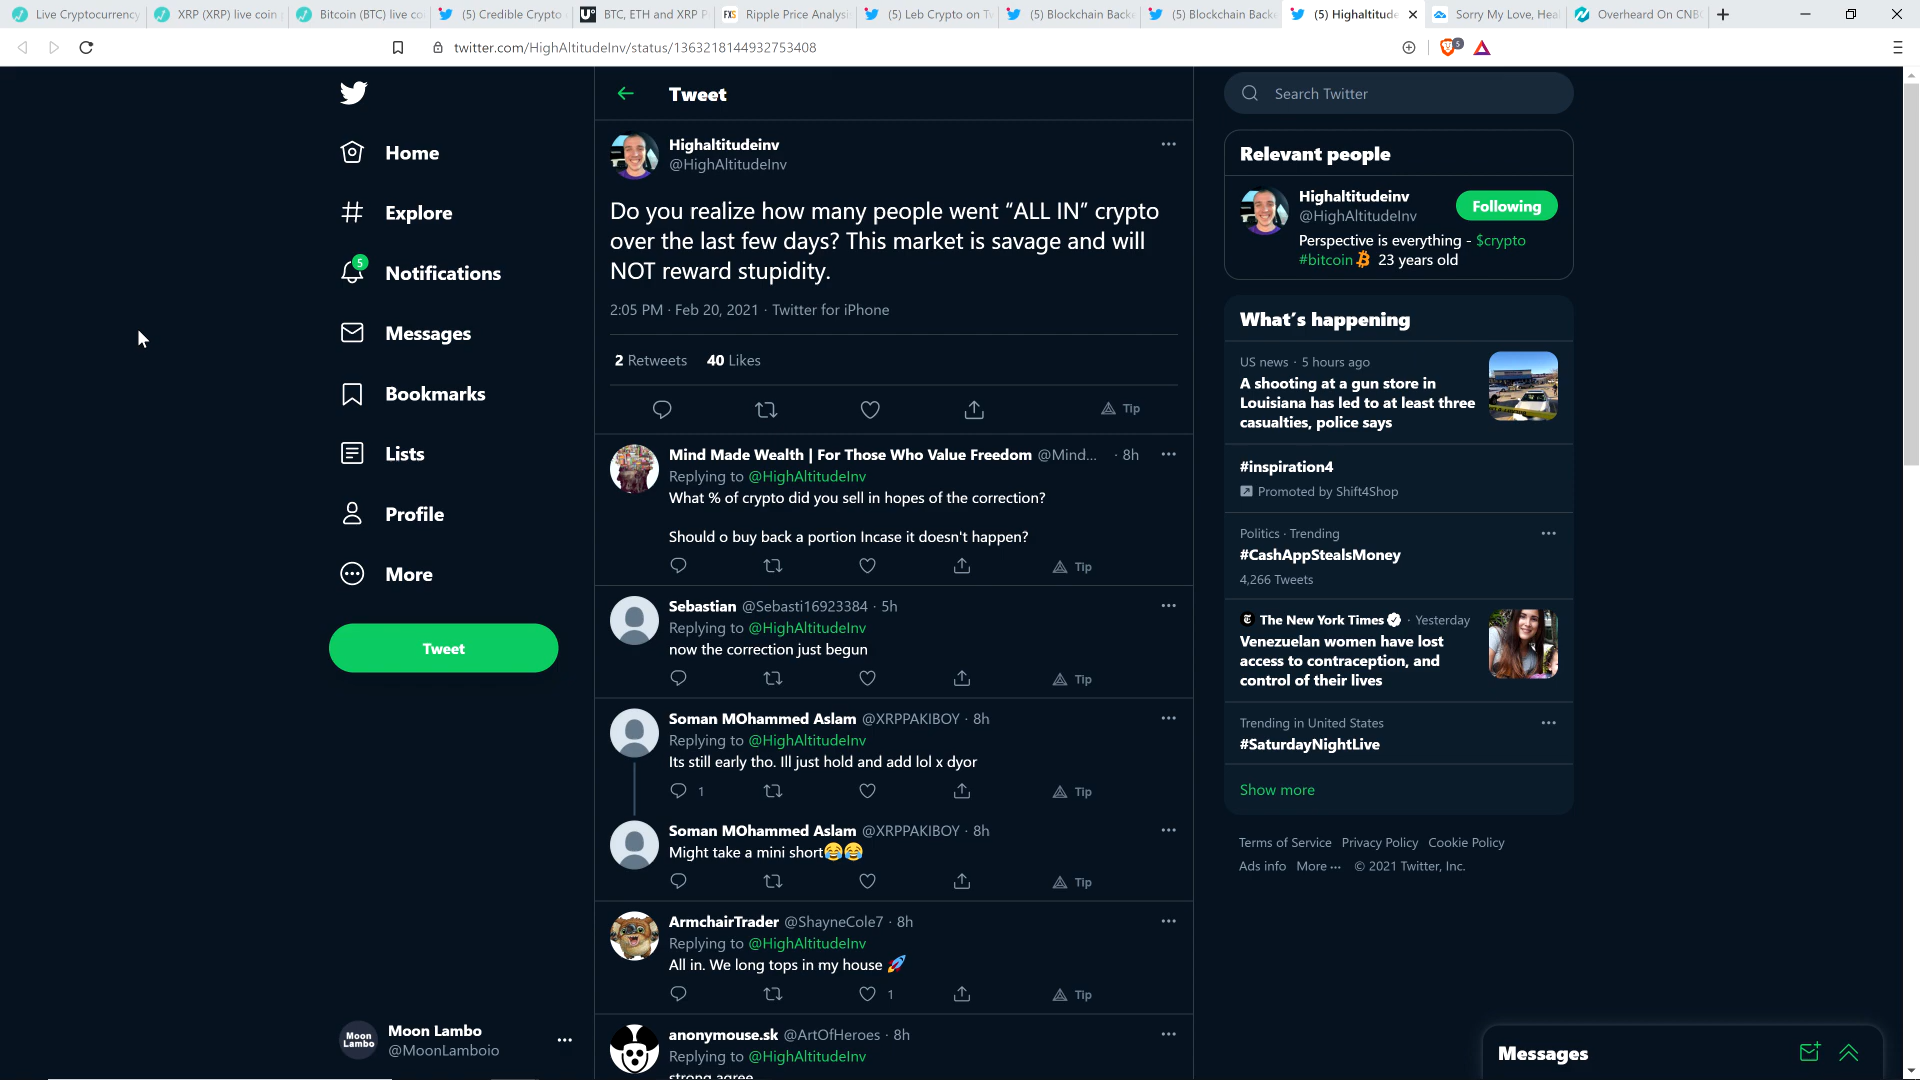 Live Cryptocurrency
XRP (XRP) live coin
Bitcoin (BTC) live co
(5) Credible Crypto
BTC, ETH and XRP P
Ripple Price Analysi
(5) Leb Crypto on T
(5) Blockchain Backe
(5) Blockchain Backe
(5) Highaltitude
Sorry My Love, Hea
Overheard On CNBC
twitter.com/HighAltitudeInv/status/1363218144932753408
5
Home
Explore
5
Notifications
Messages
Bookmarks
Lists
Profile
More
Tweet
Moon Lambo
Moon Lambo
@MoonLamboio
Tweet
Highaltitudeinv
@HighAltitudeInv
Do you realize how many people went “ALL IN” crypto
over the last few days? This market is savage and will
NOT reward stupidity.
2:05 PM · Feb 20, 2021 · Twitter for iPhone
2 Retweets 40 Likes
Tip
Mind Made Wealth | For Those Who Value Freedom @Mind... · 8h
Replying to @HighAltitudeInv
What % of crypto did you sell in hopes of the correction?
Should o buy back a portion Incase it doesn't happen?
Tip
Sebastian @Sebasti16923384 · 5h
Replying to @HighAltitudeInv
now the correction just begun
Tip
Soman MOhammed Aslam @XRPPAKIBOY · 8h
Replying to @HighAltitudeInv
Its still early tho. Ill just hold and add lol x dyor
1 Tip
Soman MOhammed Aslam @XRPPAKIBOY · 8h
Might take a mini short😂😂
Tip
ArmchairTrader @ShayneCole7 · 8h
Replying to @HighAltitudeInv
All in. We long tops in my house 🚀
1 Tip
anonymouse.sk @ArtOfHeroes · 8h
Replying to @HighAltitudeInv
strong agree
Search Twitter
Relevant people
Highaltitudeinv
@HighAltitudeInv
Following
Perspective is everything - $crypto
#bitcoin 23 years old
What’s happening
US news · 5 hours ago
A shooting at a gun store in
Louisiana has led to at least three
casualties, police says
#inspiration4
Promoted by Shift4Shop
Politics · Trending
#CashAppStealsMoney
4,266 Tweets
The New York Times · Yesterday
Venezuelan women have lost
access to contraception, and
control of their lives
Trending in United States
#SaturdayNightLive
Show more
Terms of Service Privacy Policy Cookie Policy
Ads info More ··· © 2021 Twitter, Inc.
Messages